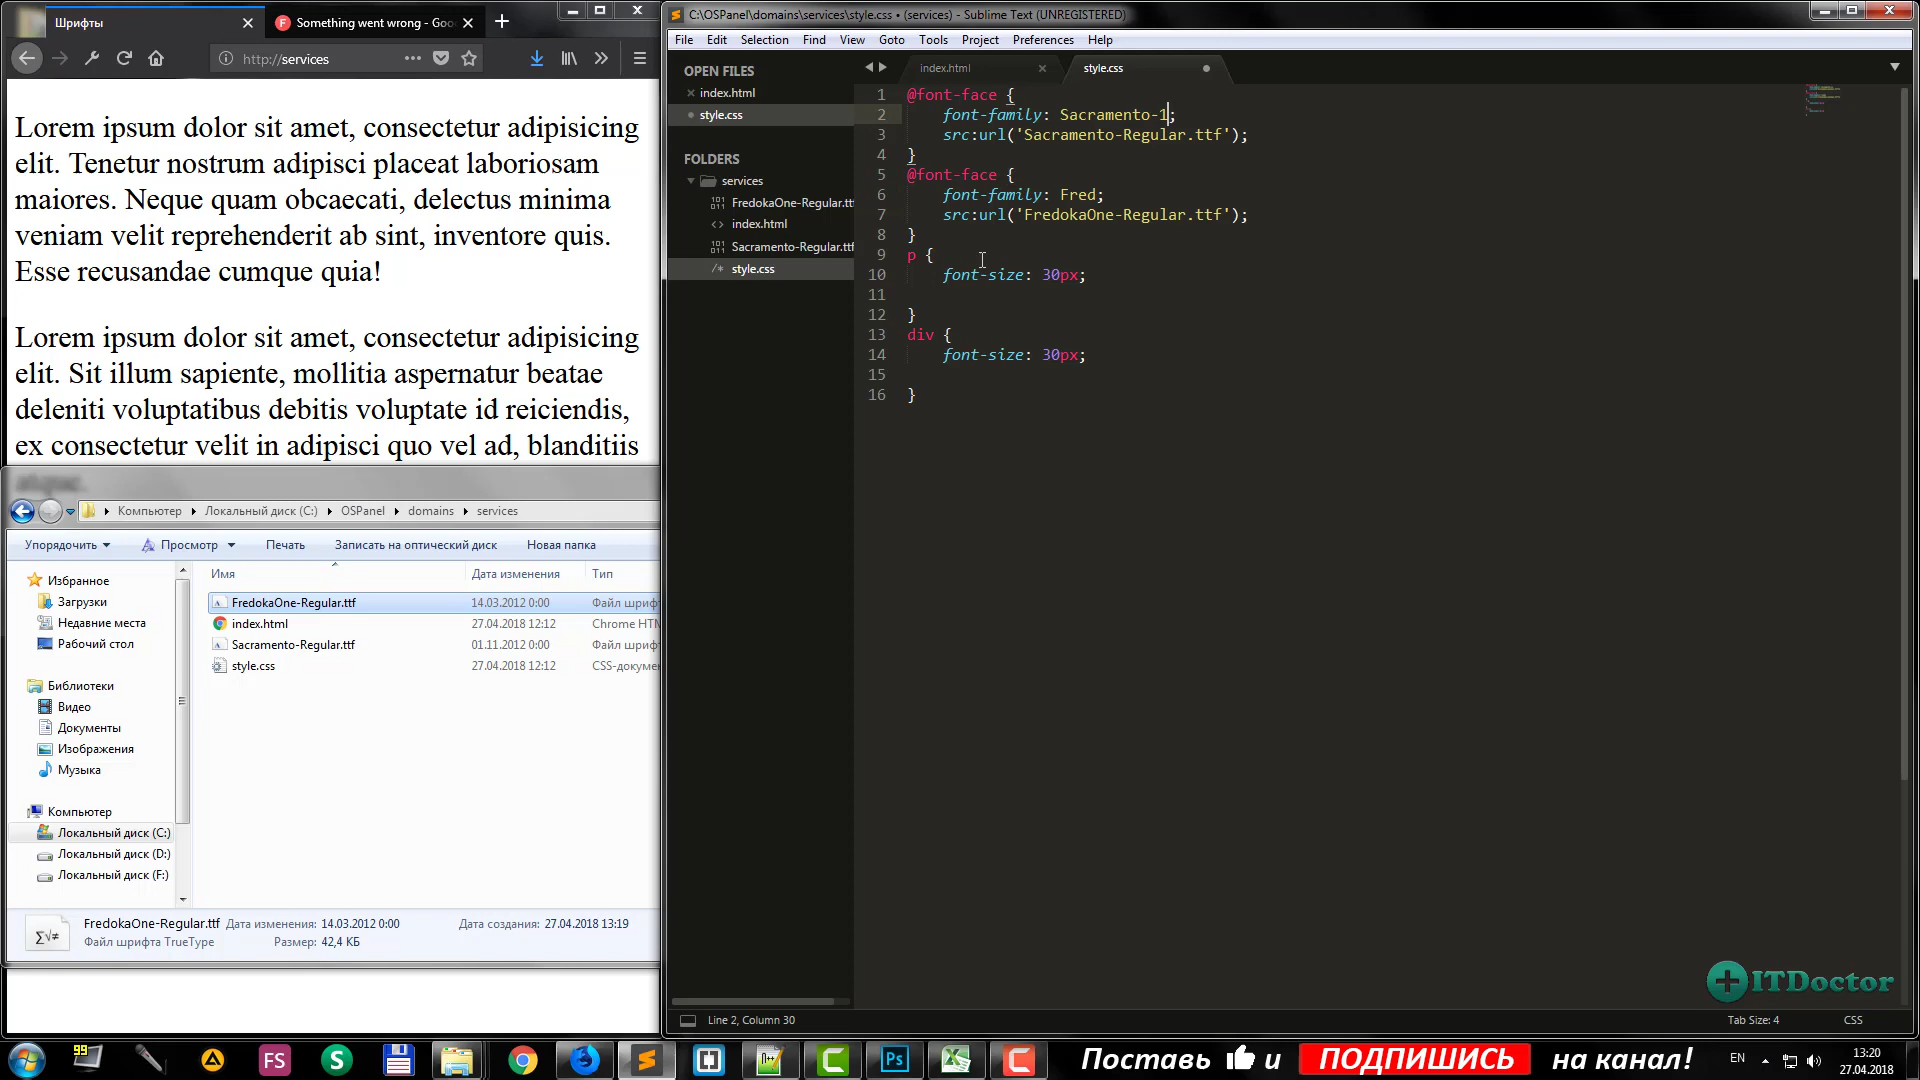 Шрифты
Something went wrong - Goo
http://services
Lorem ipsum dolor sit amet, consectetur adipisicing
elit. Tenetur nostrum adipisci placeat laboriosam
maiores. Neque quam obcaecati, delectus minima
veniam velit reprehenderit ab sint, inventore quis.
Esse recusandae cumque quia!
Lorem ipsum dolor sit amet, consectetur adipisicing
elit. Sit illum sapiente, mollitia aspernatur beatae
deleniti voluptatibus debitis voluptate id reiciendis,
ex consectetur velit in adipisci quo vel ad, blanditiis
Компьютер
Локальный диск (C:)
OSPanel
domains
services
Упорядочить
Просмотр
Печать
Записать на оптический диск
Новая папка
Избранное
Загрузки
Недавние места
Рабочий стол
Библиотеки
Видео
Документы
Изображения
Музыка
Компьютер
Локальный диск (C:)
Локальный диск (D:)
Локальный диск (F:)
Имя
Дата изменения
Тип
FredokaOne-Regular.ttf 14.03.2012 0:00 Файл шрифт
index.html 27.04.2018 12:12 Chrome HTM
Sacramento-Regular.ttf 01.11.2012 0:00 Файл шрифт
style.css 27.04.2018 12:12 CSS-докуме
FredokaOne-Regular.ttf Дата изменения: 14.03.2012 0:00 Дата создания: 27.04.2018 13:19
Файл шрифта TrueType Размер: 42,4 КБ
C:\OSPanel\domains\services\style.css • (services) - Sublime Text (UNREGISTERED)
File Edit Selection Find View Goto Tools Project Preferences Help
OPEN FILES
index.html
style.css
FOLDERS
services
FredokaOne-Regular.ttf
index.html
Sacramento-Regular.ttf
style.css
index.html
style.css
1 @font-face {
2 font-family: Sacramento-1;
3 src:url('Sacramento-Regular.ttf');
4 }
5 @font-face {
6 font-family: Fred;
7 src:url('FredokaOne-Regular.ttf');
8 }
9 p {
10 font-size: 30px;
11
12 }
13 div {
14 font-size: 30px;
15
16 }
ITDoctor
Line 2, Column 30
Tab Size: 4
CSS
99
FS
S
Ps
Поставь и ПОДПИШИСЬ на канал!
EN
13:20
27.04.2018